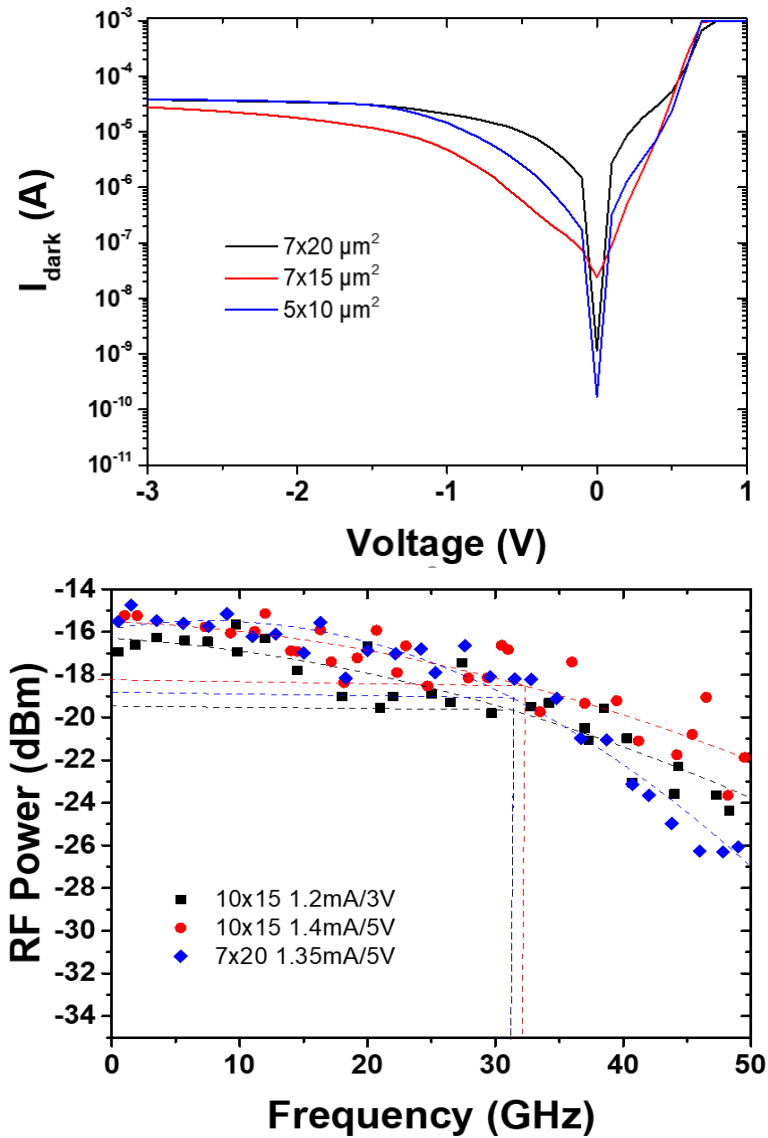 I_dark (A)
10⁻³
10⁻⁴
10⁻⁵
10⁻⁶
10⁻⁷
10⁻⁸
10⁻⁹
10⁻¹⁰
10⁻¹¹
7x20 µm²
7x15 µm²
5x10 µm²
-3 -2 -1 0 1
Voltage (V)
RF Power (dBm)
-14
-16
-18
-20
-22
-24
-26
-28
-30
-32
-34
10x15 1.2mA/3V
10x15 1.4mA/5V
7x20 1.35mA/5V
0 10 20 30 40 50
Frequency (GHz)